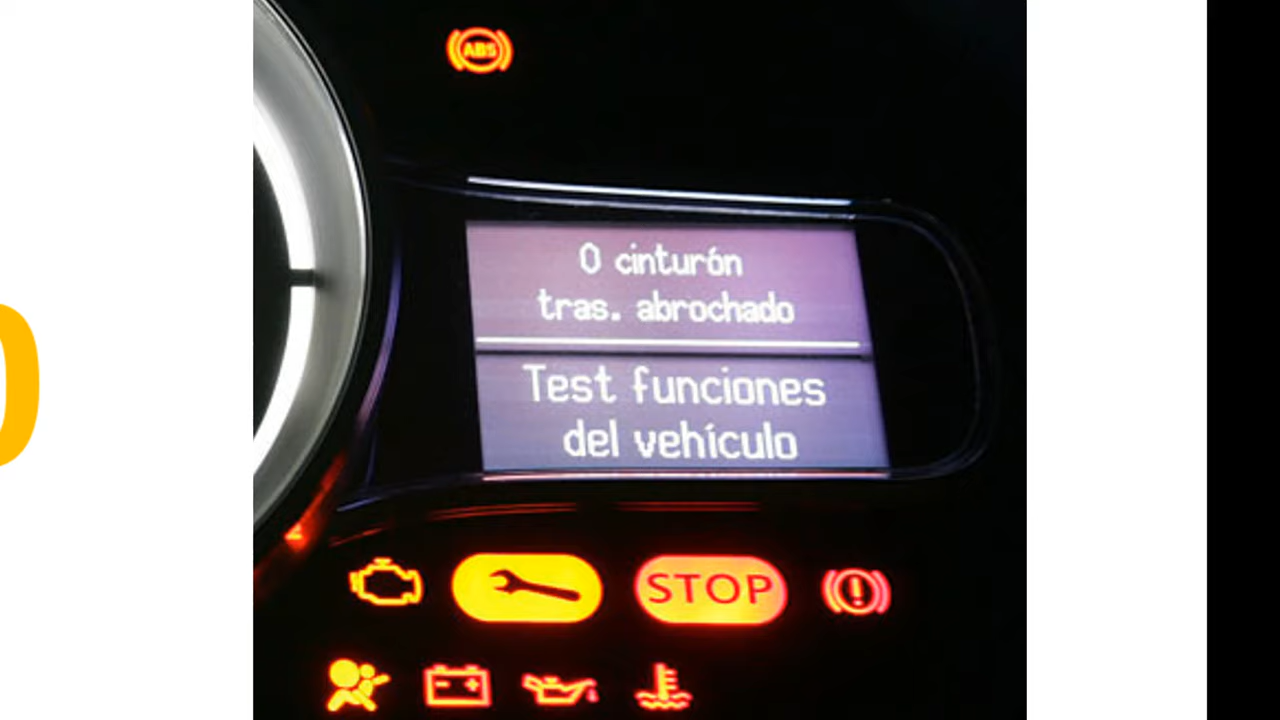 ABS
0 cinturón
tras. abrochado
Test funciones
del vehículo
STOP